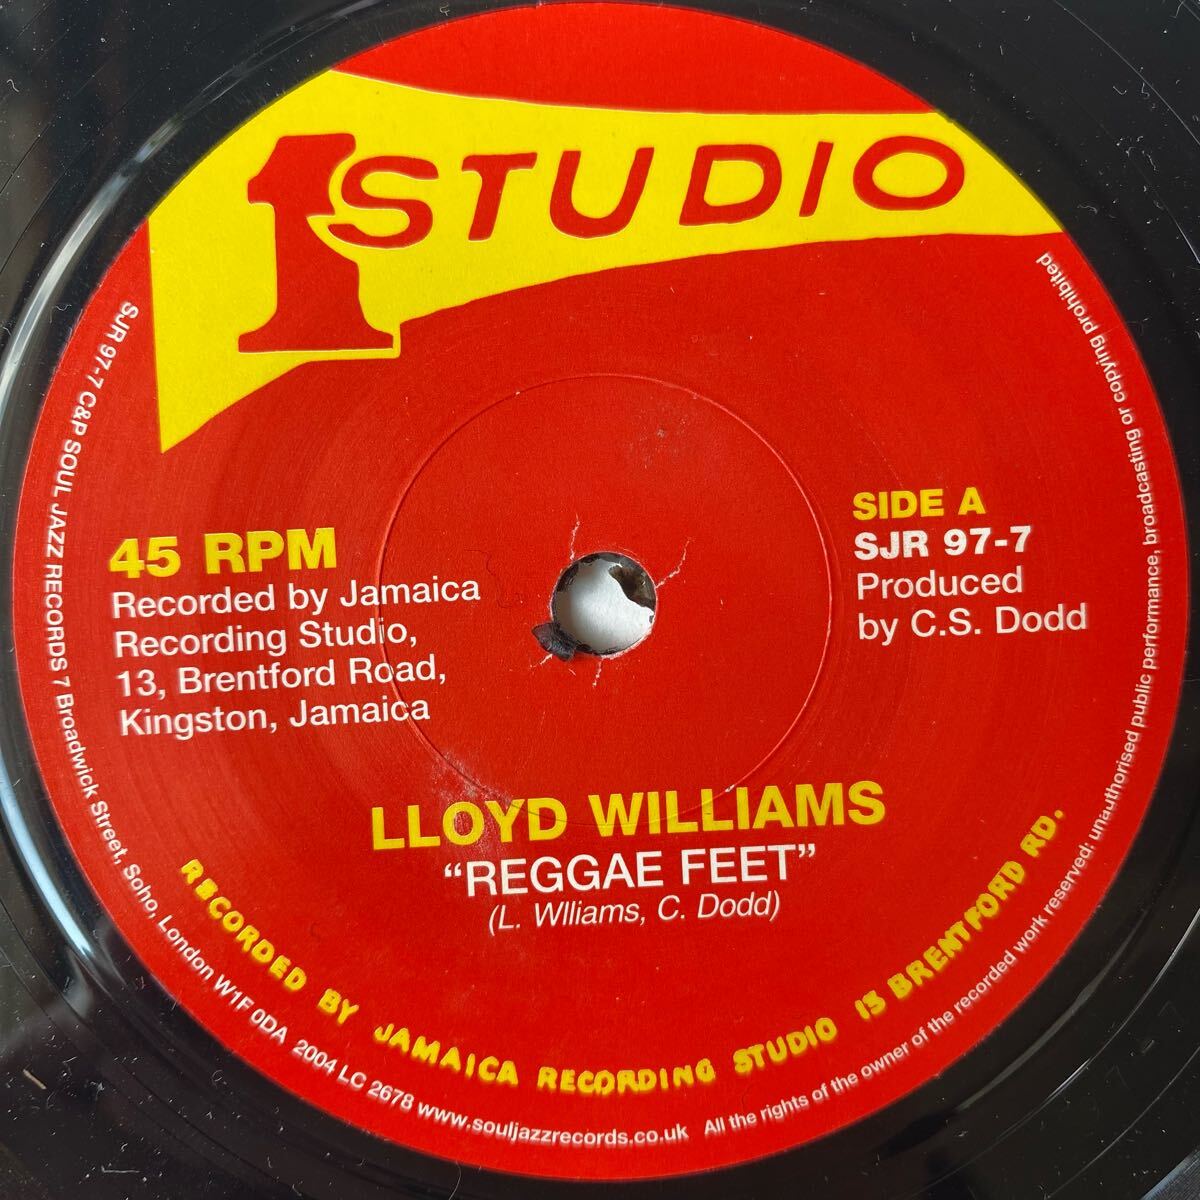 1 STUDIO
45 RPM
Recorded by Jamaica
Recording Studio,
13, Brentford Road,
Kingston, Jamaica
SIDE A
SJR 97-7
Produced
by C.S. Dodd
LLOYD WILLIAMS
“REGGAE FEET”
(L. Wlliams, C. Dodd)
RECORDED BY JAMAICA RECORDING STUDIO 13 BRENTFORD RD.
SJR 97-7 C&P SOUL JAZZ RECORDS 7 Broadwick Street, Soho, London W1F 0DA 2004 LC 2678 www.souljazzrecords.co.uk All the rights of the owner of the recorded work reserved; unauthorised public performance, broadcasting or copying prohibited